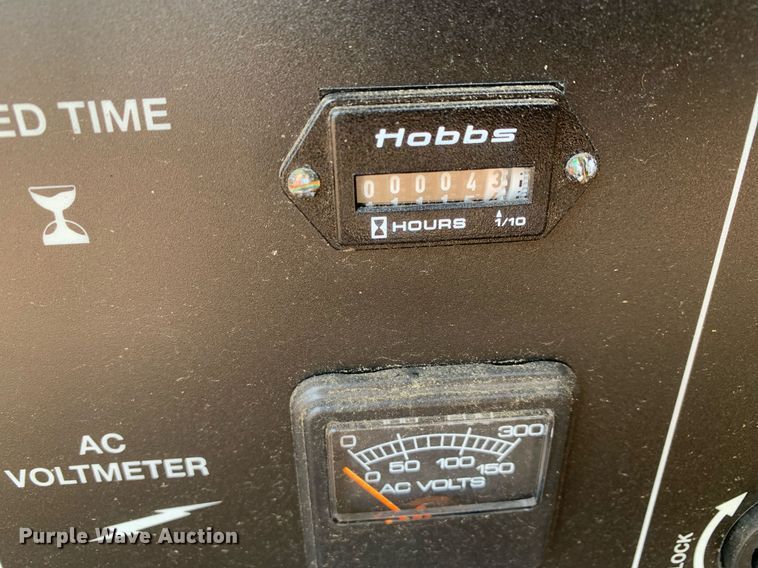 ED TIME
Hobbs
000043
HOURS 1/10
AC
VOLTMETER
0 300
0 50 100 150
AC VOLTS
LOCK
Purple Wave Auction